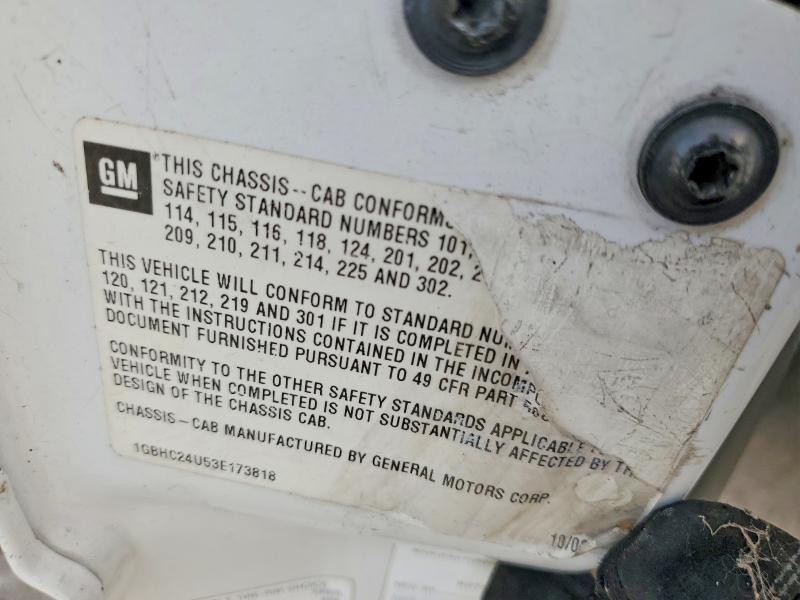 GM
THIS CHASSIS--CAB CONFORMS
SAFETY STANDARD NUMBERS 101,
114, 115, 116, 118, 124, 201, 202,
209, 210, 211, 214, 225 AND 302.
THIS VEHICLE WILL CONFORM TO STANDARD
120, 121, 212, 219 AND 301 IF IT IS COMPLETED IN
WITH THE INSTRUCTIONS CONTAINED IN THE
DOCUMENT FURNISHED PURSUANT TO 49 CFR PART
CONFORMITY TO THE OTHER SAFETY STANDARDS APPLICABLE
VEHICLE WHEN COMPLETED IS NOT SUBSTANTIALLY AFFECTED BY
DESIGN OF THE CHASSIS CAB.
CHASSIS-CAB MANUFACTURED BY GENERAL MOTORS CORP.
1GBHC24U53E173818
10/0